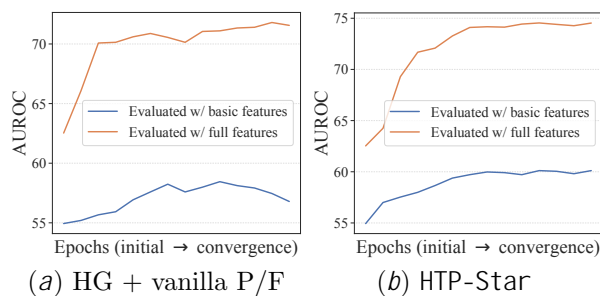 AUROC
70
65
60
55
Evaluated w/ basic features
Evaluated w/ full features
Epochs (initial → convergence)
(a) HG + vanilla P/F
AUROC
75
70
65
60
55
Evaluated w/ basic features
Evaluated w/ full features
Epochs (initial → convergence)
(b) HTP-Star